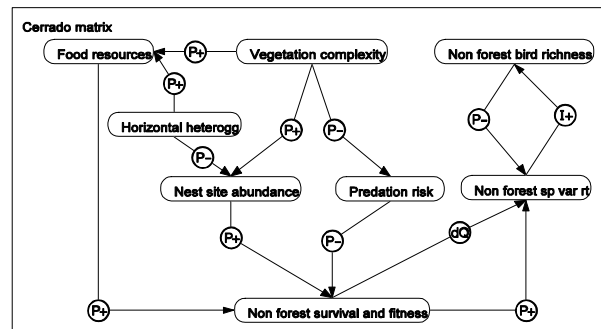 Cerrado matrix
Food resources
P+
Vegetation complexity
Non forest bird richness
P+
P+
P-
P-
I+
Horizontal heterogg
P-
Nest site abundance
Predation risk
Non forest sp var rt
P+
dQ
P-
P+
Non forest survival and fitness
P+